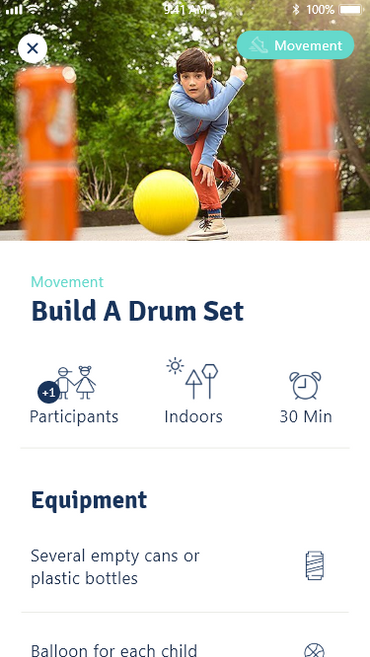 9:41 AM
100%
Movement
Movement
Build A Drum Set
+1
Participants
Indoors
30 Min
Equipment
Several empty cans or
plastic bottles
Balloon for each child